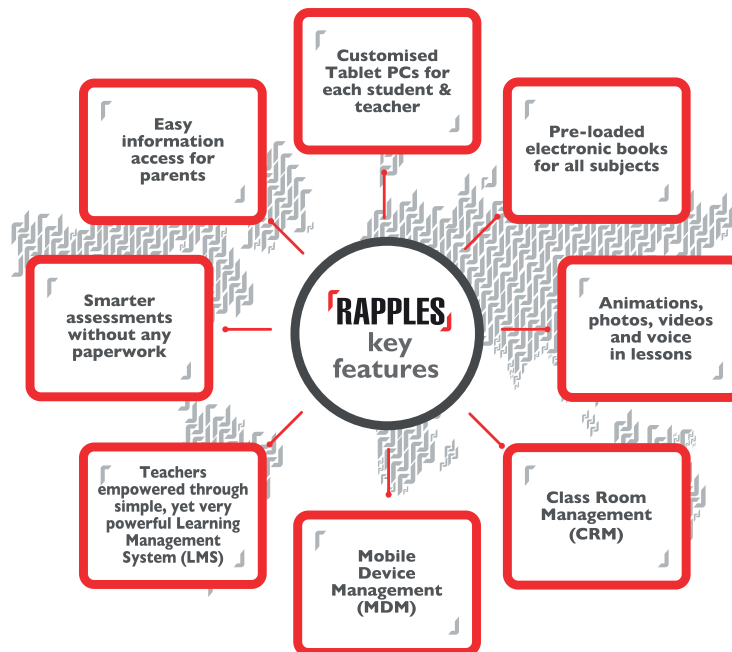 Customised
Tablet PCs for
each student &
teacher
Easy
information
access for
parents
Pre-loaded
electronic books
for all subjects
Smarter
assessments
without any
paperwork
RAPPLES
key
features
Animations,
photos, videos
and voice
in lessons
Teachers
empowered through
simple, yet very
powerful Learning
Management
System (LMS)
Class Room
Management
(CRM)
Mobile
Device
Management
(MDM)